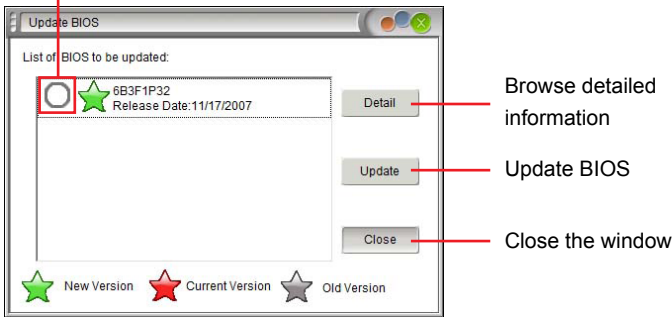 Update BIOS
List of BIOS to be updated:
6B3F1P32
Release Date:11/17/2007
Detail
Browse detailed
information
Update
Update BIOS
Close
Close the window
New Version
Current Version
Old Version